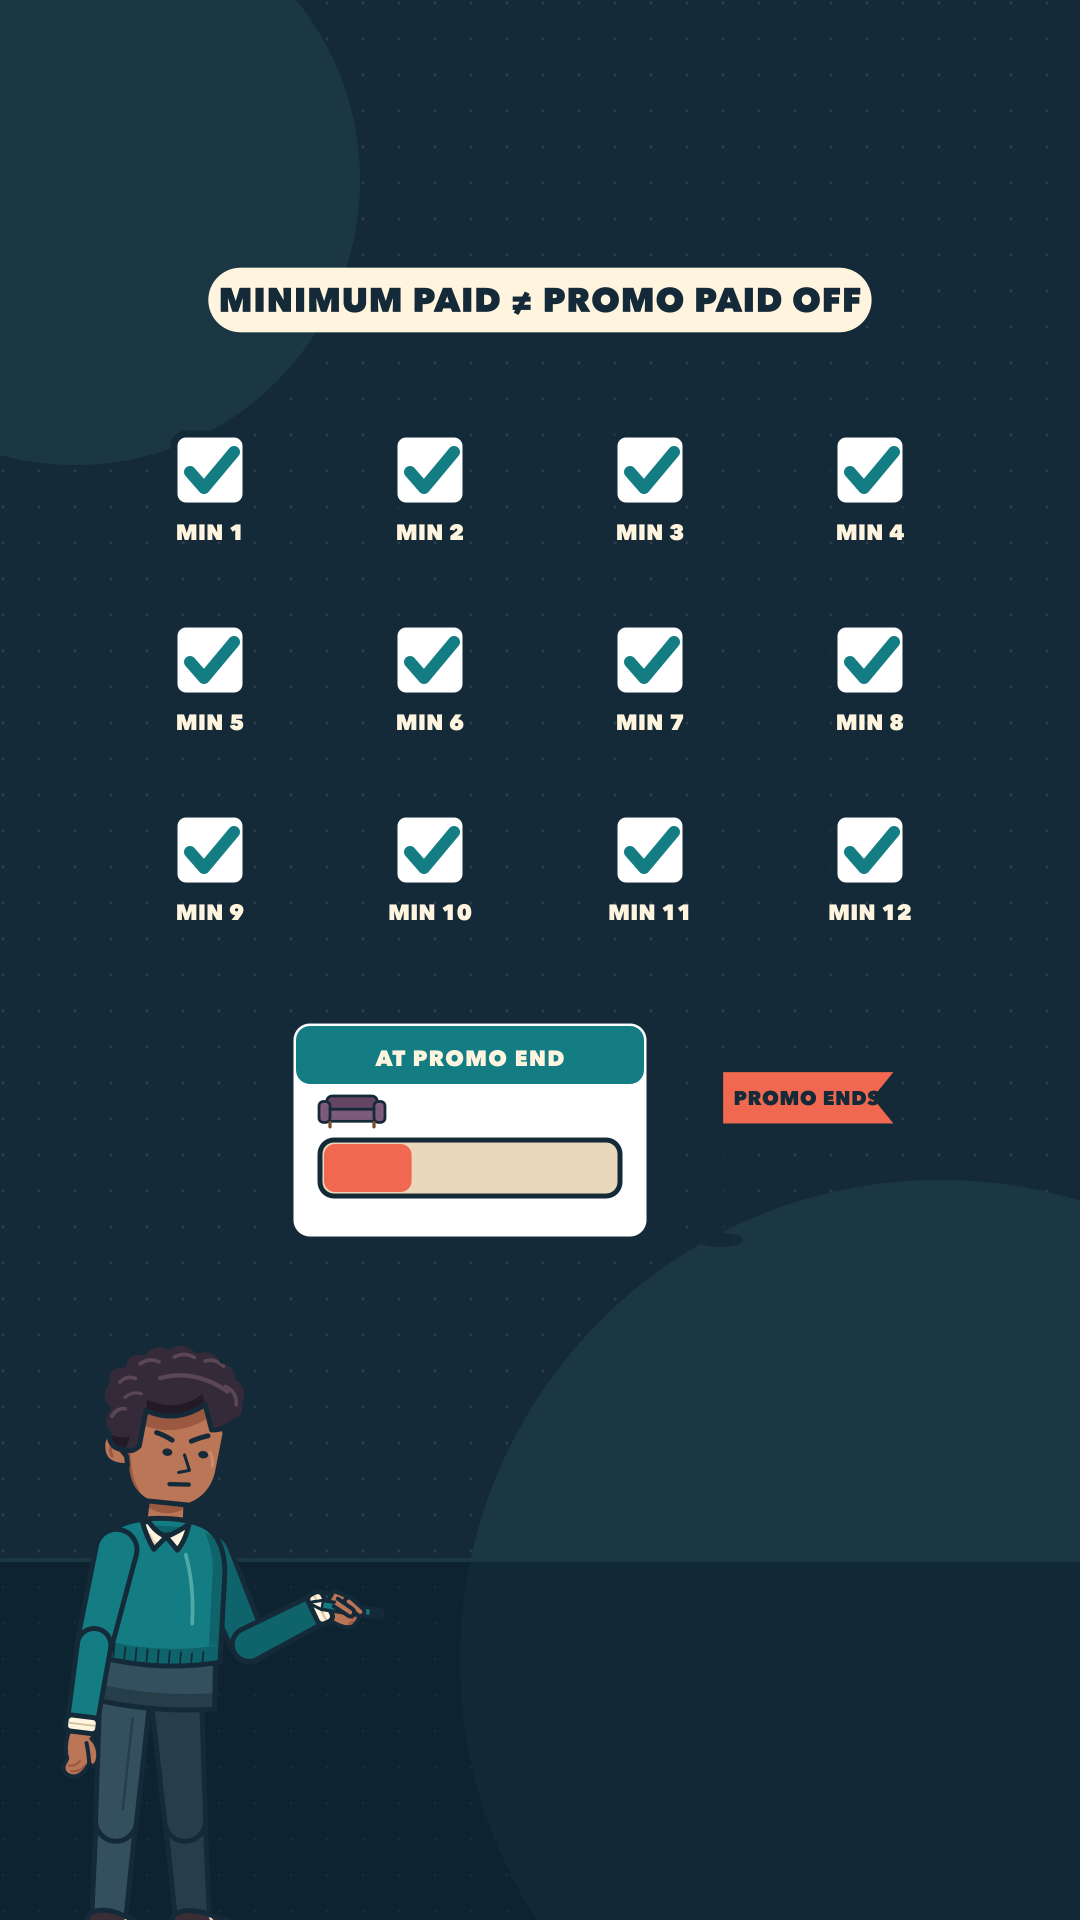 MINIMUM PAID ≠ PROMO PAID OFF
MIN 1 MIN 2 MIN 3 MIN 4
MIN 5 MIN 6 MIN 7 MIN 8
MIN 9 MIN 10 MIN 11 MIN 12
AT PROMO END
PROMO ENDS